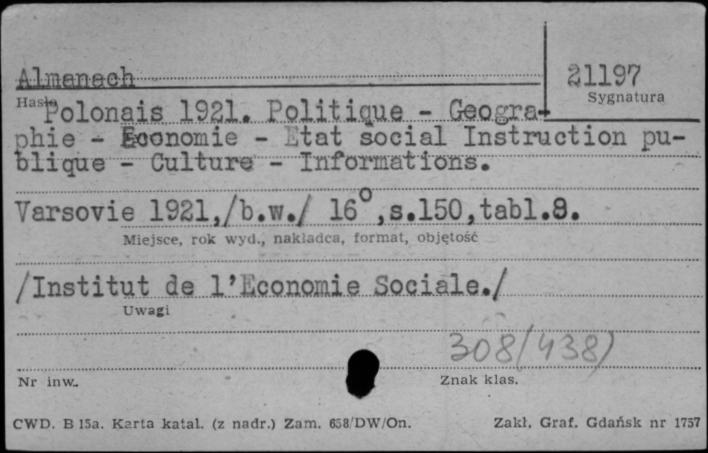 Almanach
21197
Hasło
Sygnatura
Polonais 1921. Politique - Geogra-
phie - Economie - Etat social Instruction pu-
blique - Culture - Informations.
Varsovie 1921,/b.w./ 16°,s.150,tabl.8.
Miejsce, rok wyd., nakładca, format, objętość
/Institut de l'Economie Sociale./
Uwagi
308/438)
Nr inw.
Znak klas.
CWD. B 15a. Karta katal. (z nadr.) Zam. 658/DW/On.
Zakł. Graf. Gdańsk nr 1757